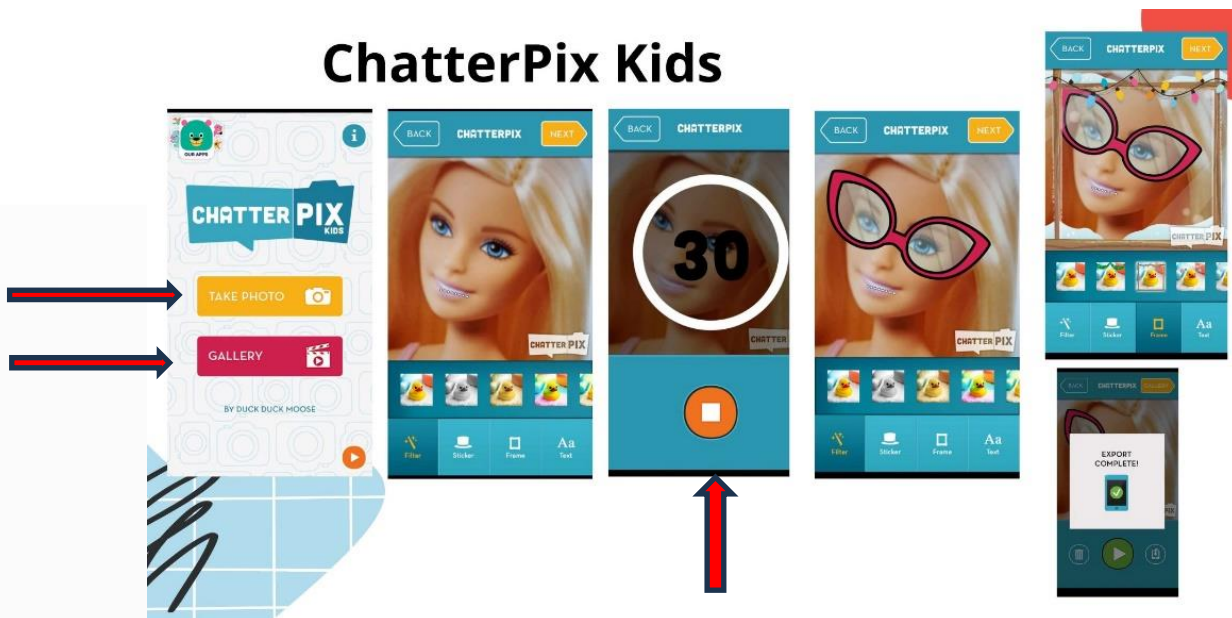 ChatterPix Kids
OUR APPS
i
CHATTER PIX
KIDS
TAKE PHOTO
GALLERY
BY DUCK DUCK MOOSE
BACK
CHATTERPIX
NEXT
CHATTER PIX
Filter
Sticker
Frame
Aa
Text
BACK
CHATTERPIX
30
CHATTER
BACK
CHATTERPIX
NEXT
CHATTER PIX
Filter
Sticker
Frame
Aa
Text
BACK
CHATTERPIX
NEXT
CHATTER PIX
Filter
Sticker
Frame
Aa
Text
BACK
CHATTERPIX
GALLERY
EXPORT
COMPLETE!
PIX